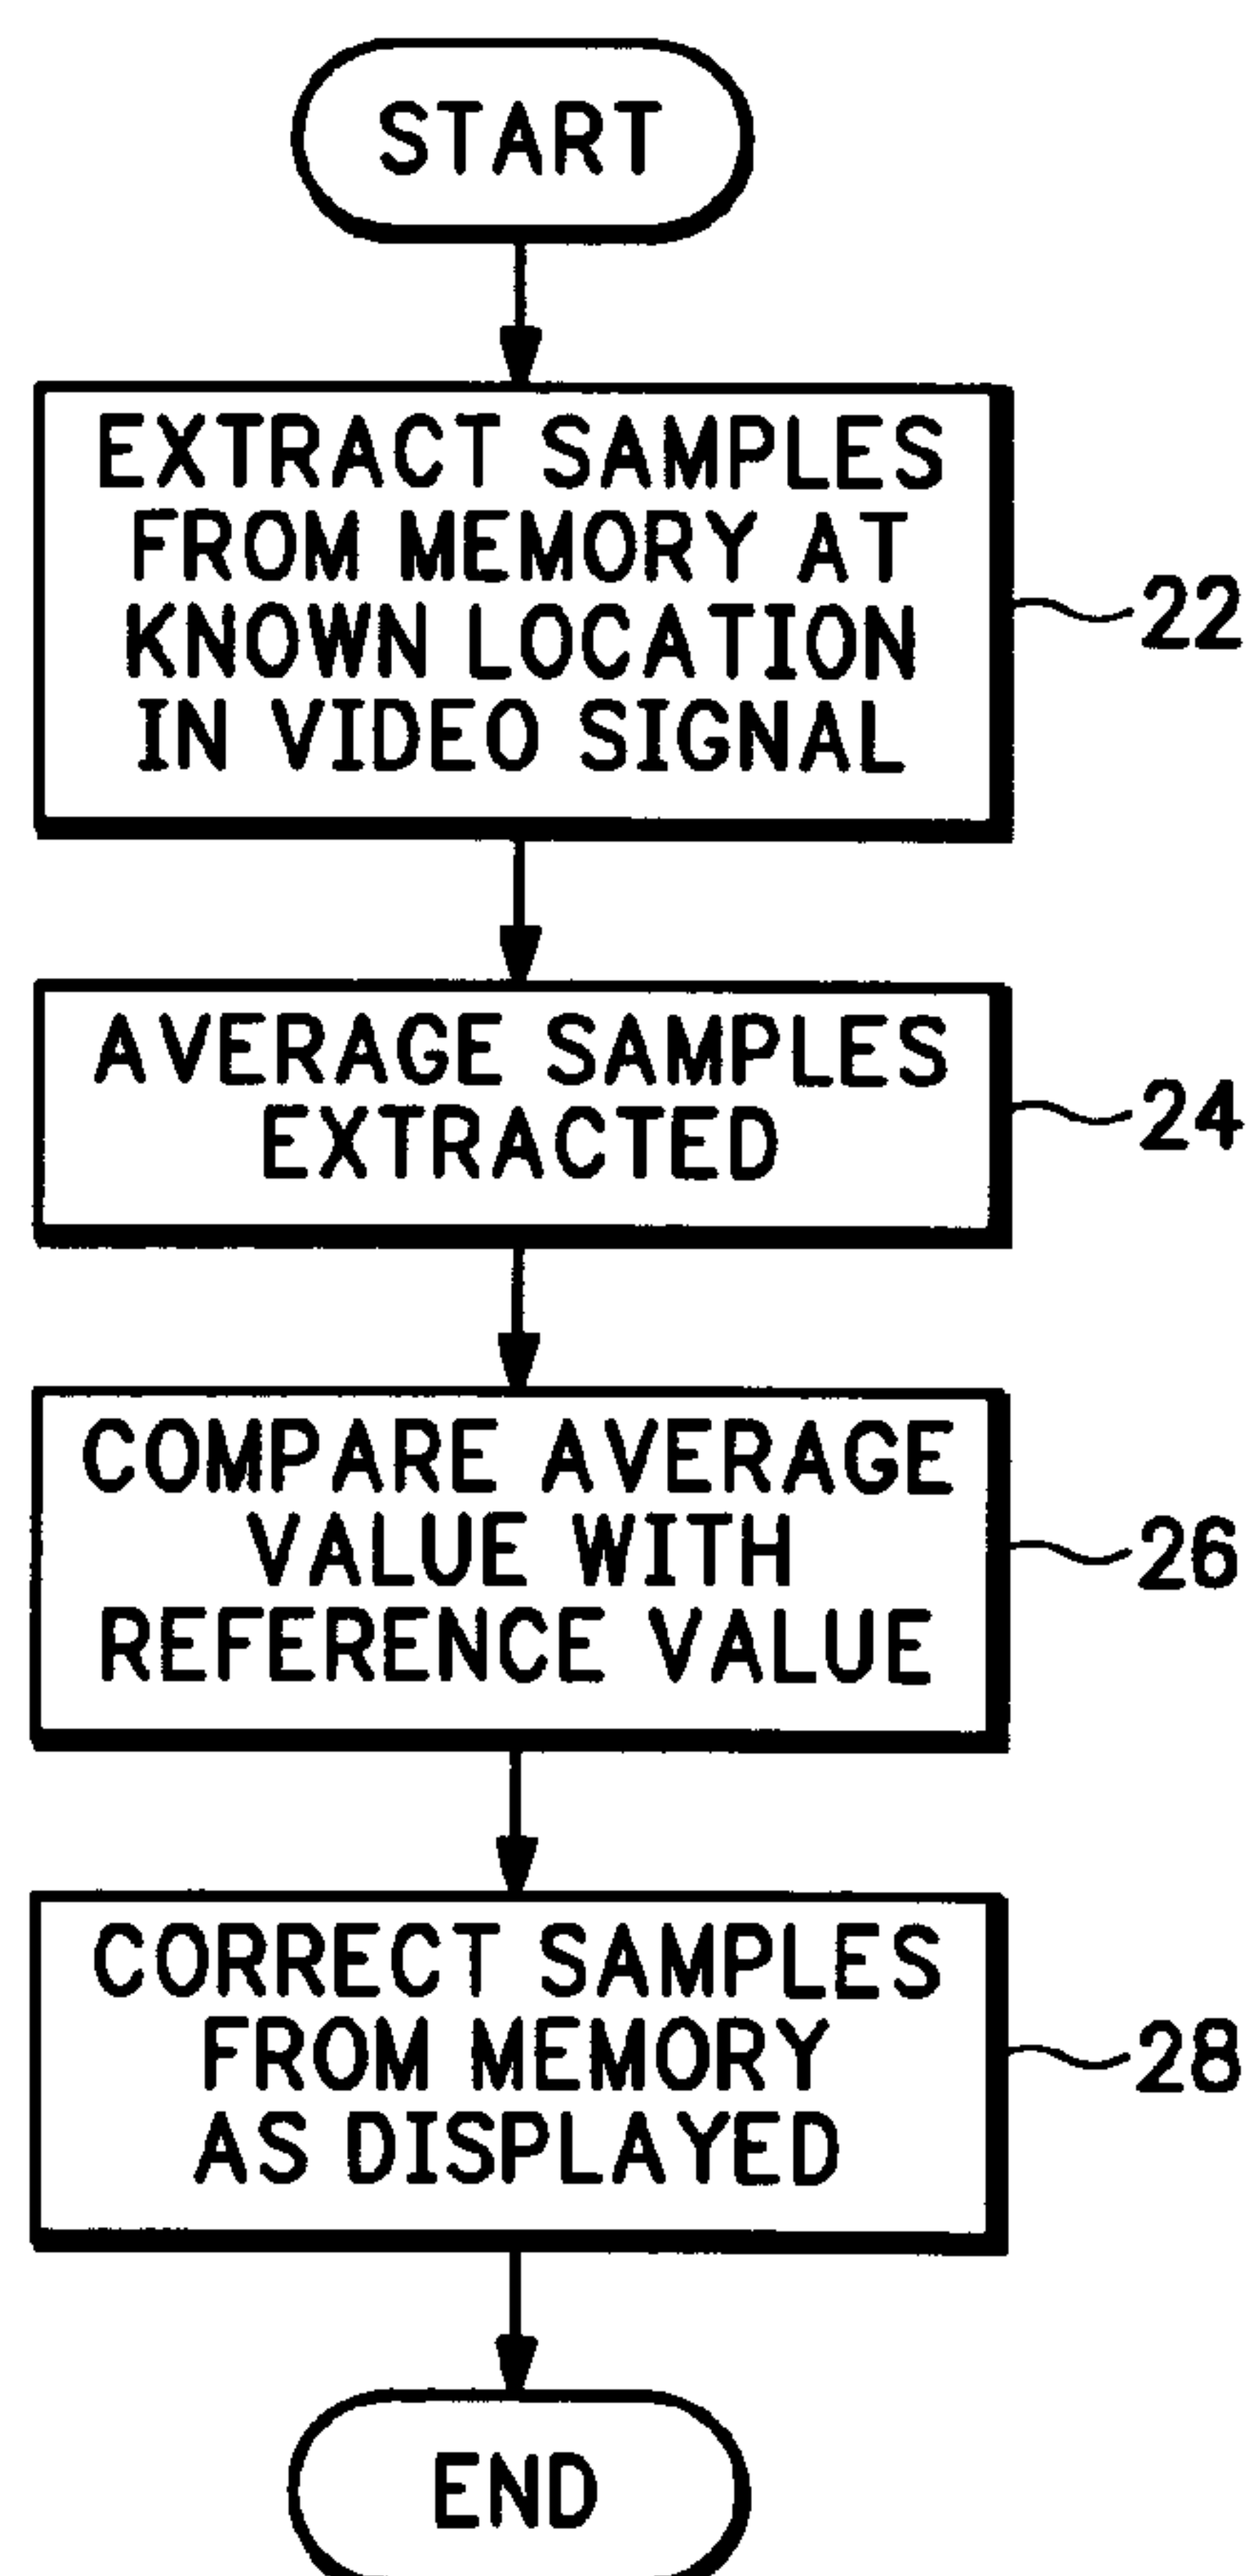 START
EXTRACT SAMPLES
FROM MEMORY AT
KNOWN LOCATION
IN VIDEO SIGNAL
22
AVERAGE SAMPLES
EXTRACTED
24
COMPARE AVERAGE
VALUE WITH
REFERENCE VALUE
26
CORRECT SAMPLES
FROM MEMORY
AS DISPLAYED
28
END